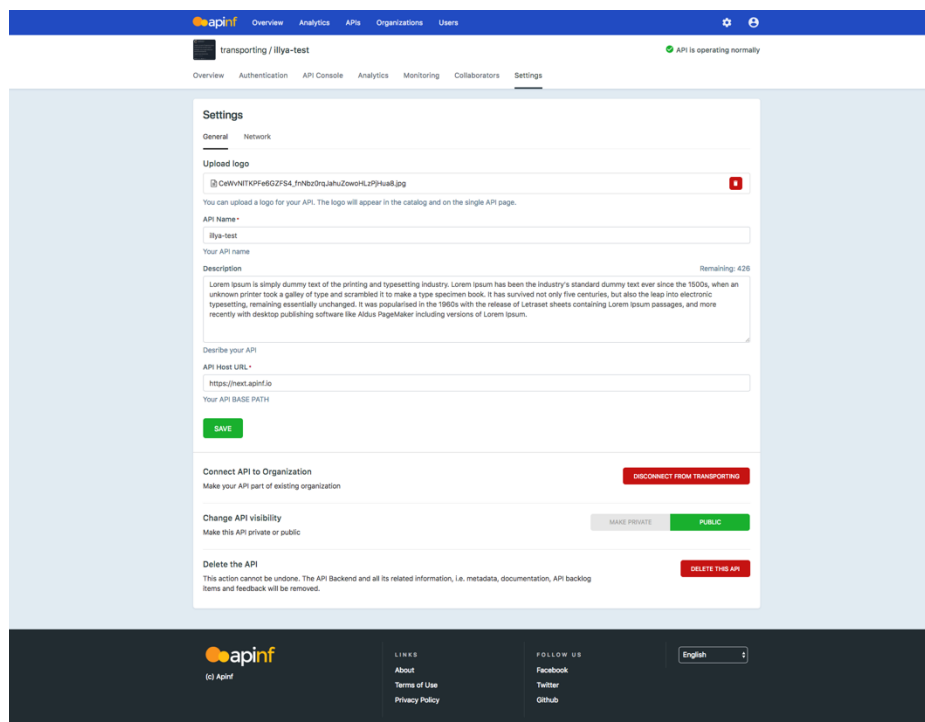 apinf Overview Analytics APIs Organizations Users
transporting / illya-test
API is operating normally
Overview Authentication API Console Analytics Monitoring Collaborators Settings
Settings
General Network
Upload logo
You can upload a logo for your API. The logo will appear in the catalog and on the single API page.
API Name*
illya-test
Your API name
Description Remaining: 426
Lorem Ipsum is simply dummy text of the printing and typesetting industry. Lorem Ipsum has been the industry's standard dummy text ever since the 1500s, when an
unknown printer took a galley of type and scrambled it to make a type specimen book. It has survived not only five centuries, but also the leap into electronic
typesetting, remaining essentially unchanged. It was popularised in the 1960s with the release of Letraset sheets containing Lorem Ipsum passages, and more
recently with desktop publishing software like Aldus PageMaker including versions of Lorem Ipsum.
Desribe your API
API Host URL*
https://next.apinf.io
Your API BASE PATH
SAVE
Connect API to Organization
Make your API part of existing organization
DISCONNECT FROM TRANSPORTING
Change API visibility
Make this API private or public
MAKE PRIVATE PUBLIC
Delete the API
This action cannot be undone. The API Backend and all its related information, i.e. metadata, documentation, API backlog
items and feedback will be removed.
DELETE THIS API
apinf
(c) Apinf
LINKS
About
Terms of Use
Privacy Policy
FOLLOW US
Facebook
Twitter
Github
English